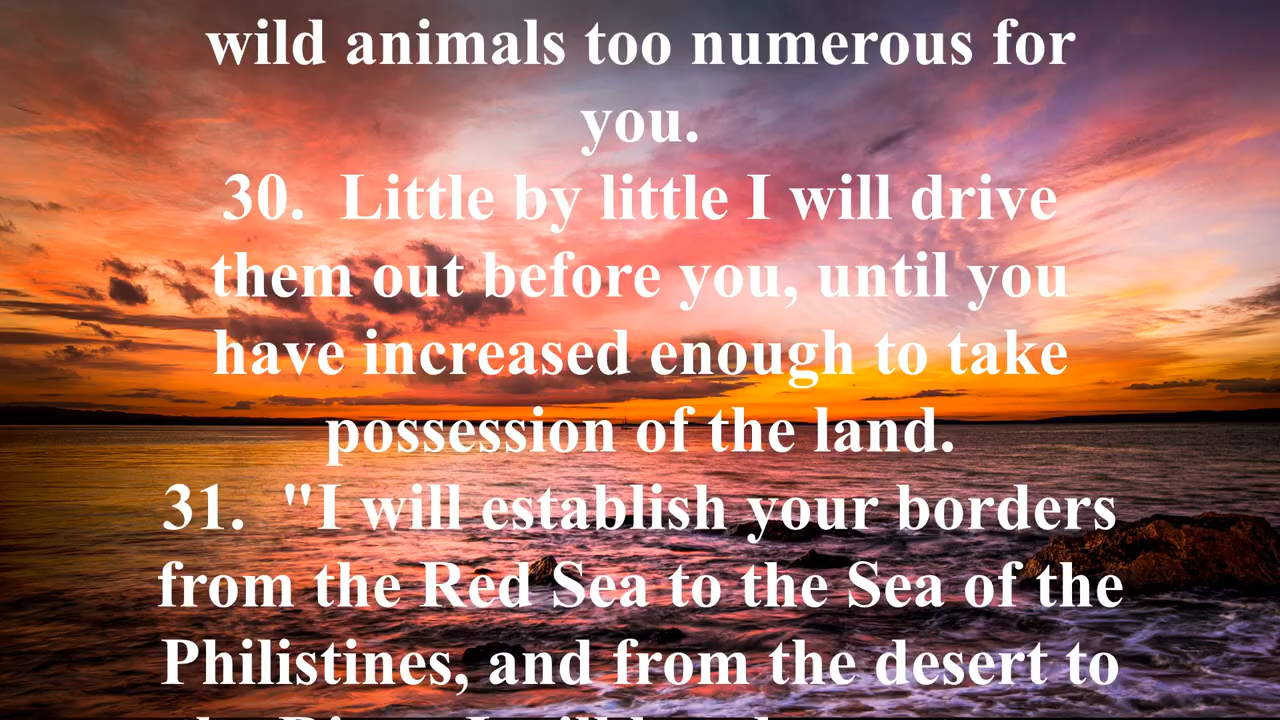 wild animals too numerous for
you.
30.  Little by little I will drive
them out before you, until you
have increased enough to take
possession of the land.
31.  "I will establish your borders
from the Red Sea to the Sea of the
Philistines, and from the desert to